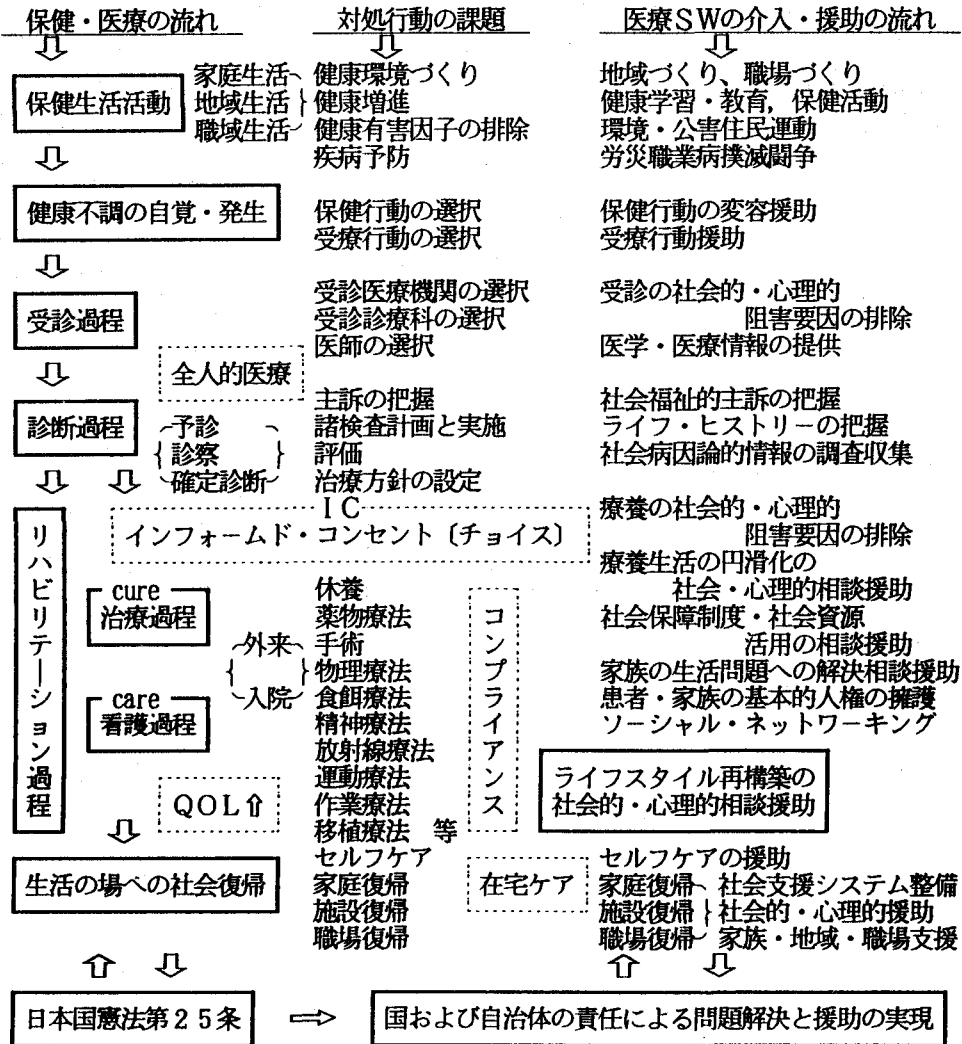 保健・医療の流れ 対処行動の課題 医療SWの介入・援助の流れ
家庭生活 健康環境づくり 地域づくり、職場づくり
保健生活活動 地域生活 健康増進 健康学習・教育，保健活動
職域生活 健康有害因子の排除 環境・公害住民運動
疾病予防 労災職業病撲滅闘争
健康不調の自覚・発生 保健行動の選択 保健行動の変容援助
受療行動の選択 受療行動援助
受診医療機関の選択 受診の社会的・心理的
受診過程 受診診療科の選択 阻害要因の排除
医師の選択 医学・医療情報の提供
全人的医療
主訴の把握 社会福祉的主訴の把握
診断過程 予診 諸検査計画と実施 ライフ・ヒストリーの把握
診察 評価 社会病因論的情報の調査収集
確定診断 治療方針の設定
IC 療養の社会的・心理的
インフォームド・コンセント〔チョイス〕 阻害要因の排除
療養生活の円滑化の
リハビリテーション過程
cure 休養 社会・心理的相談援助
治療過程 薬物療法 コンプライアンス 社会保障制度・社会資源
外来 手術 活用の相談援助
物理療法 家族の生活問題への解決相談援助
care 入院 食餌療法 患者・家族の基本的人権の擁護
看護過程 精神療法 ソーシャル・ネットワーキング
放射線療法
運動療法 ライフスタイル再構築の
QOL⇧ 作業療法 社会的・心理的相談援助
移植療法 等
セルフケア セルフケアの援助
生活の場への社会復帰 家庭復帰 在宅ケア 家庭復帰 社会支援システム整備
施設復帰 施設復帰 社会的・心理的援助
職場復帰 職場復帰 家族・地域・職場支援
日本国憲法第25条 ⇨ 国および自治体の責任による問題解決と援助の実現